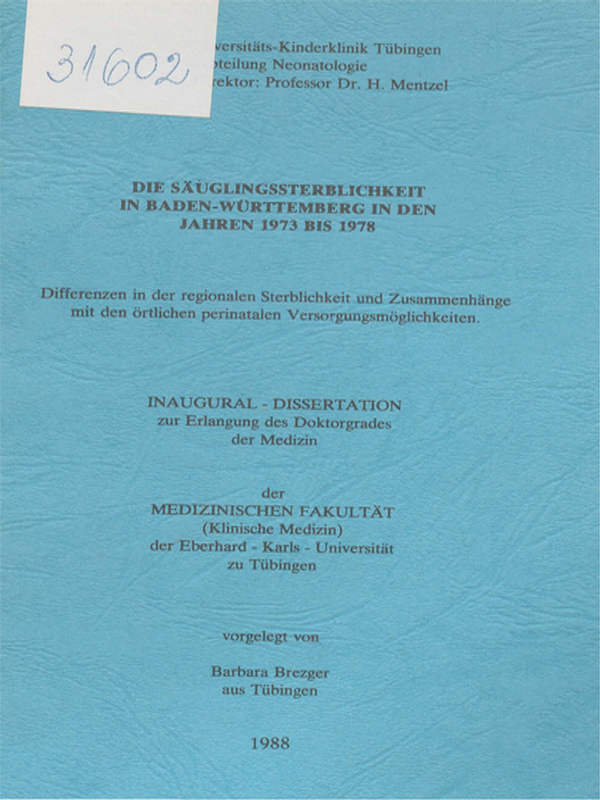 31602
versitäts-Kinderklinik Tübingen
bteilung Neonatologie
rektor: Professor Dr. H. Mentzel
DIE SÄUGLINGSSTERBLICHKEIT
IN BADEN-WÜRTTEMBERG IN DEN
JAHREN 1973 BIS 1978
Differenzen in der regionalen Sterblichkeit und Zusammenhänge
mit den örtlichen perinatalen Versorgungsmöglichkeiten.
INAUGURAL - DISSERTATION
zur Erlangung des Doktorgrades
der Medizin
der
MEDIZINISCHEN FAKULTÄT
(Klinische Medizin)
der Eberhard - Karls - Universität
zu Tübingen
vorgelegt von
Barbara Brezger
aus Tübingen
1988